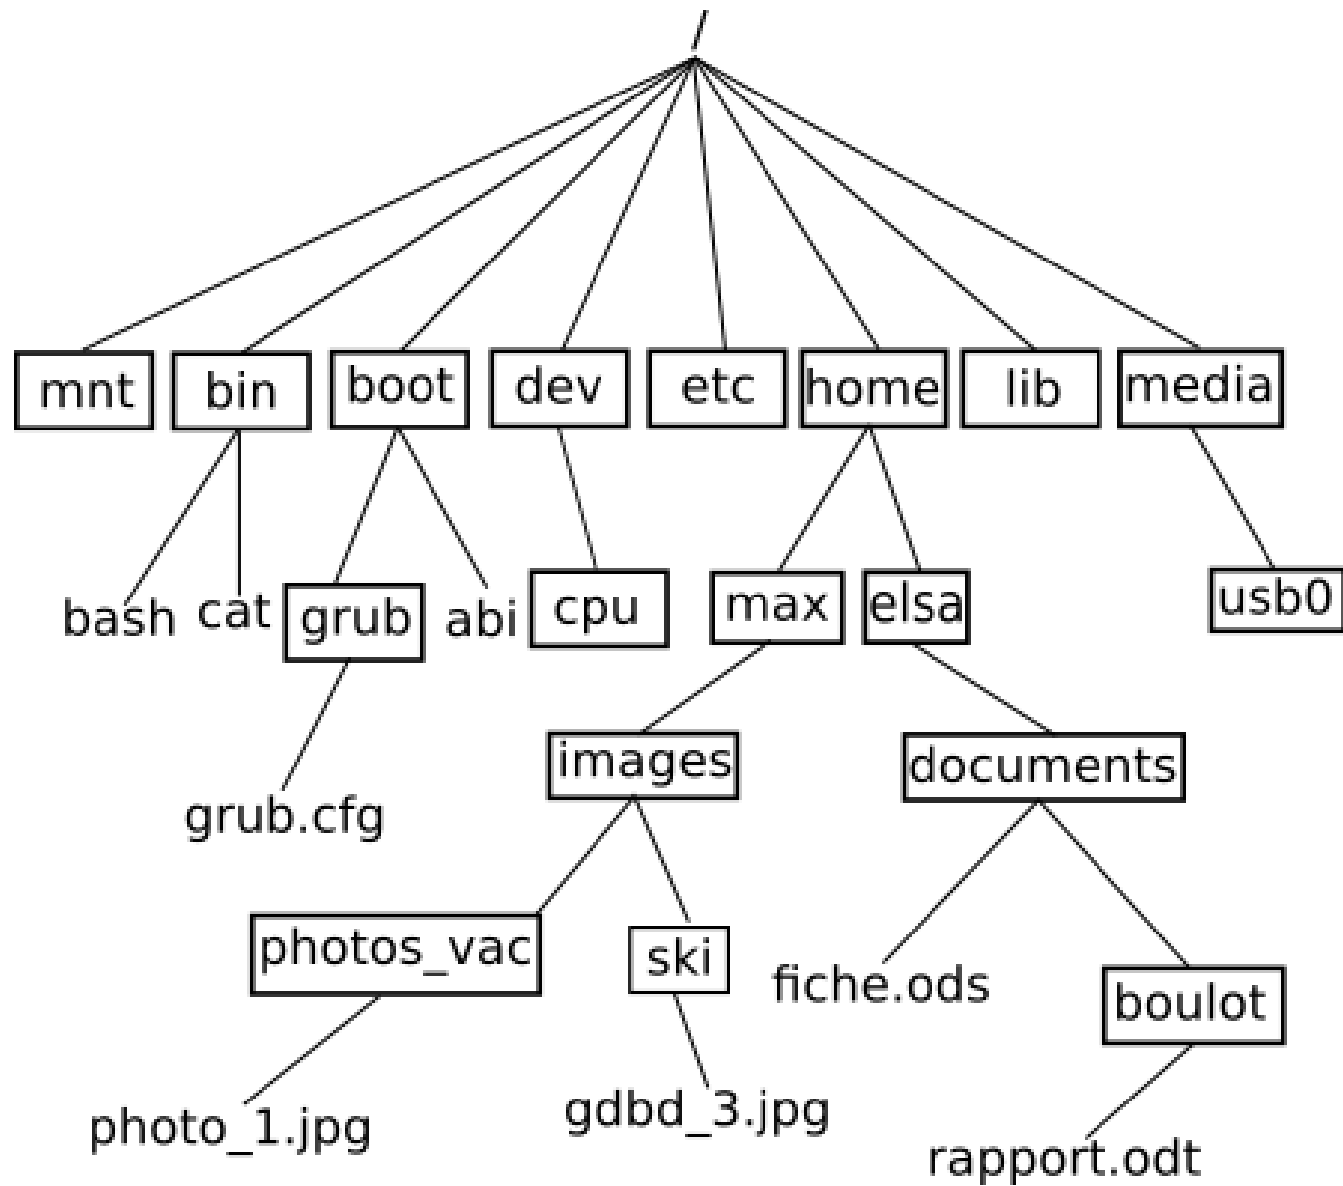 /
mnt bin boot dev etc home lib media
bash cat grub abi cpu max elsa usb0
images documents
grub.cfg
photos_vac ski fiche.ods boulot
photo_1.jpg gdbd_3.jpg rapport.odt